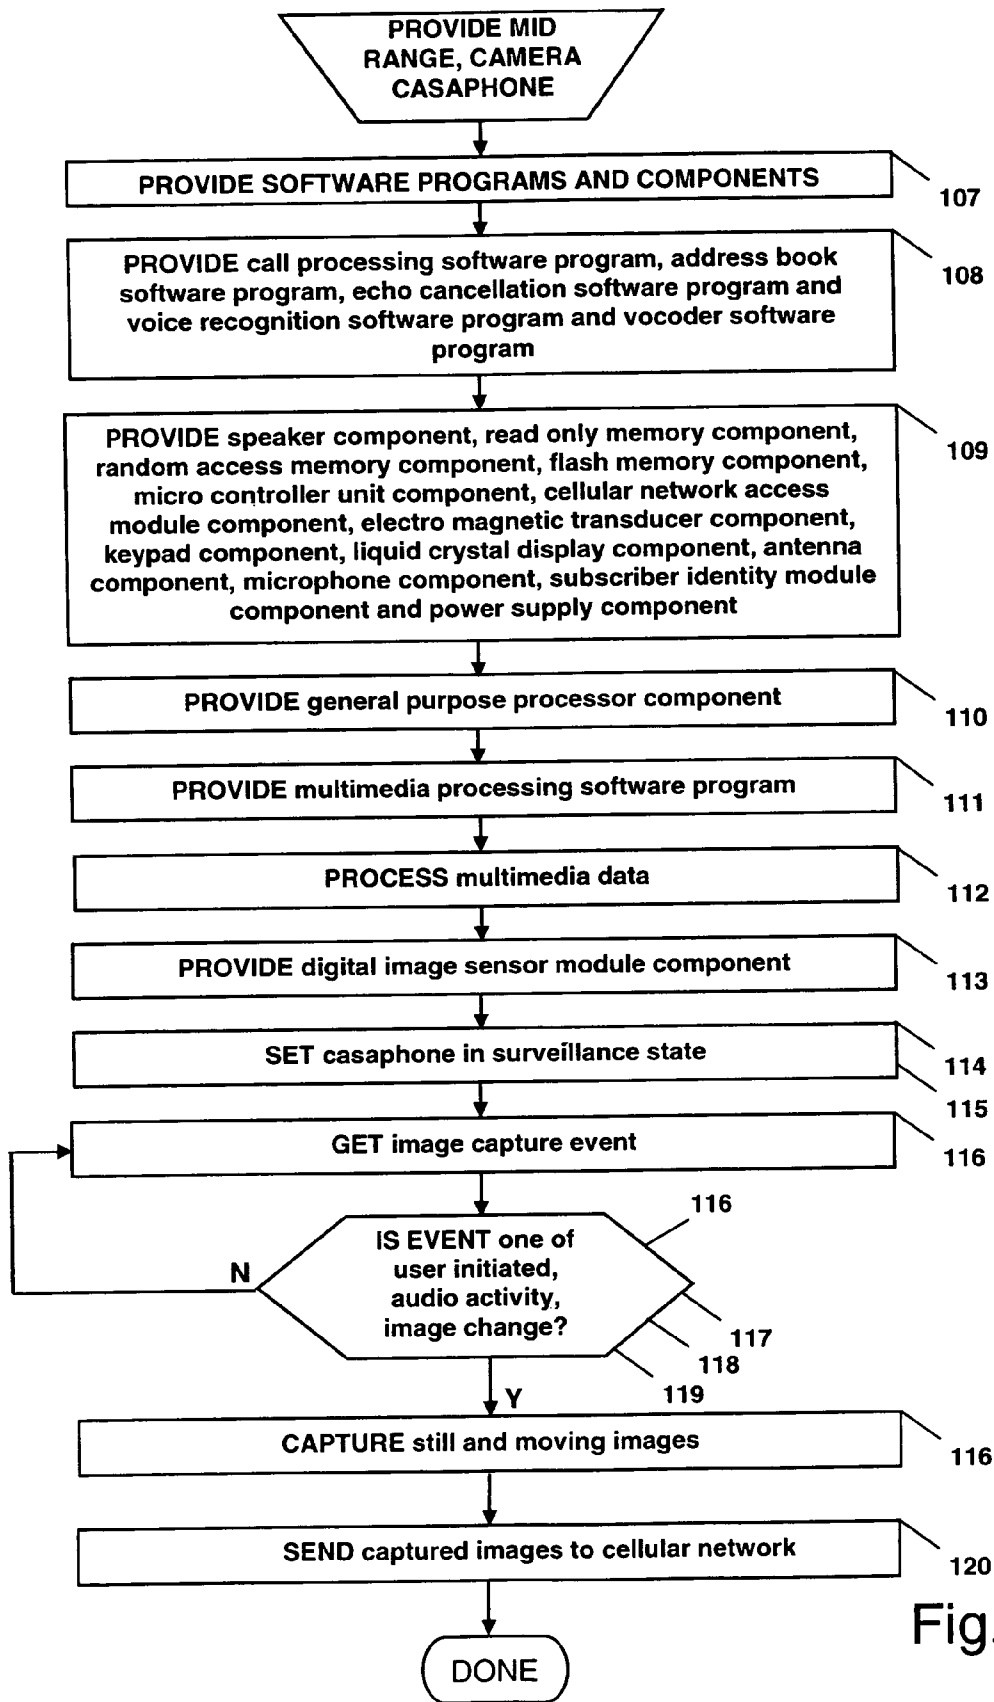 PROVIDE MID
RANGE, CAMERA
CASAPHONE
PROVIDE SOFTWARE PROGRAMS AND COMPONENTS
107
PROVIDE call processing software program, address book
software program, echo cancellation software program and
voice recognition software program and vocoder software
program
108
PROVIDE speaker component, read only memory component,
random access memory component, flash memory component,
micro controller unit component, cellular network access
module component, electro magnetic transducer component,
keypad component, liquid crystal display component, antenna
component, microphone component, subscriber identity module
component and power supply component
109
PROVIDE general purpose processor component
110
PROVIDE multimedia processing software program
111
PROCESS multimedia data
112
PROVIDE digital image sensor module component
113
SET casaphone in surveillance state
114
115
GET image capture event
116
IS EVENT one of
user initiated,
audio activity,
image change?
116
117
118
119
N
Y
CAPTURE still and moving images
116
SEND captured images to cellular network
120
Fig.
DONE